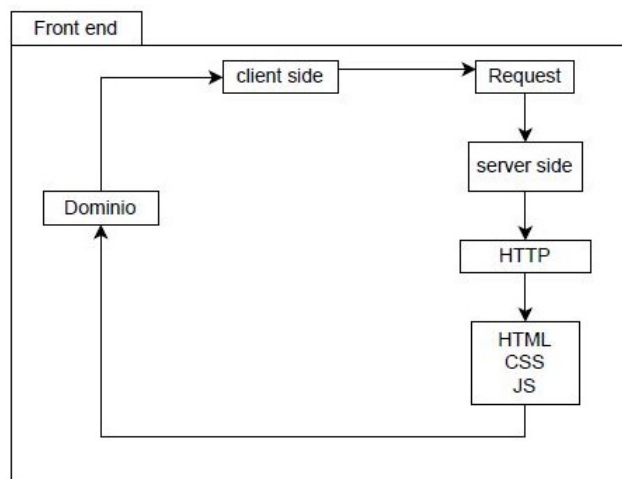 Front end
client side
Request
server side
Dominio
HTTP
HTML
CSS
JS